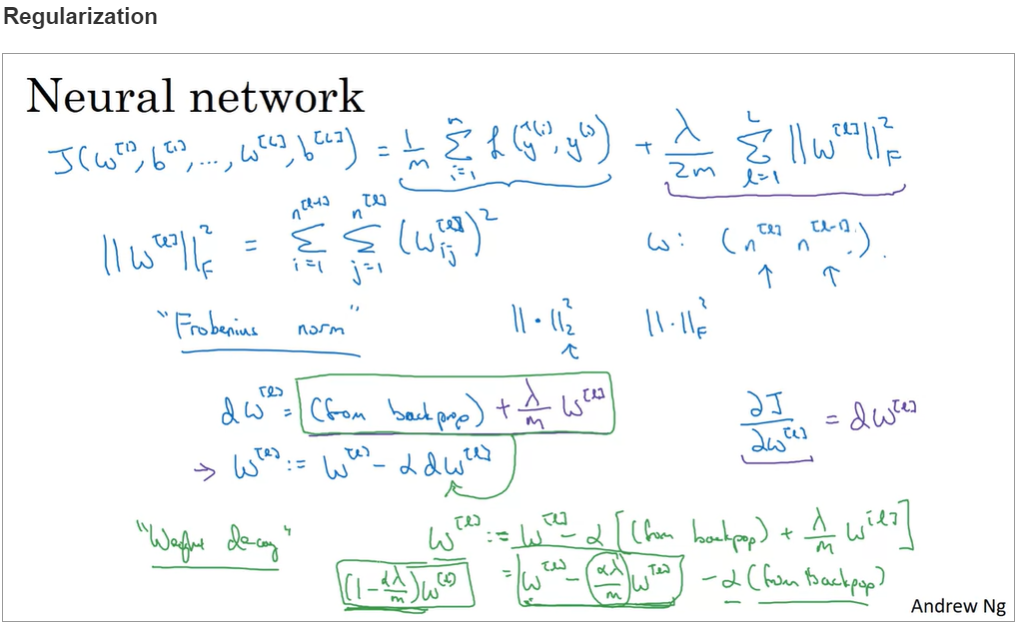 Regularization
Neural network
J(w^[1], b^[1], ..., w^[L], b^[L]) = 1/m Σ_{i=1}^{m} L(ŷ^(i), y^(i)) + λ/2m Σ_{l=1}^{L} ||w^[l]||²_F
||w^[l]||²_F = Σ_{i=1}^{n^[l-1]} Σ_{j=1}^{n^[l]} (w_ij^[l])²   w: (n^[l] n^[l-1]).
"Frobenius norm"   ||·||²_2   ||·||²_F
↑
dw^[l] = (from backprop) + λ/m w^[l]   ∂J/∂w^[l] = dw^[l]
→ w^[l] := w^[l] - α dw^[l]
"Weight decay"   w^[l] := w^[l] - α [(from backprop) + λ/m w^[l]]
(1 - αλ/m) w^[l]   = w^[l] - (αλ/m) w^[l] - α (from backprop)
Andrew Ng